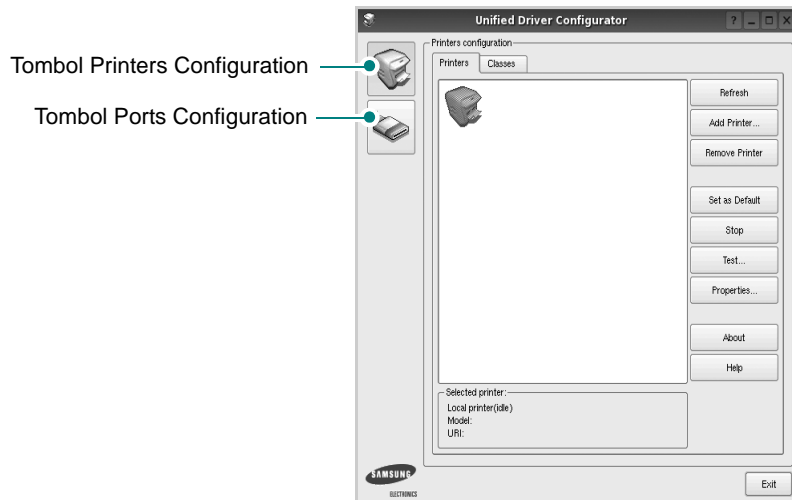 Unified Driver Configurator
Tombol Printers Configuration
Tombol Ports Configuration
Printers configuration
Printers
Classes
Refresh
Add Printer...
Remove Printer
Set as Default
Stop
Test...
Properties...
About
Help
Selected printer:
Local printer(idle)
Model:
URI:
SAMSUNG
ELECTRONICS
Exit